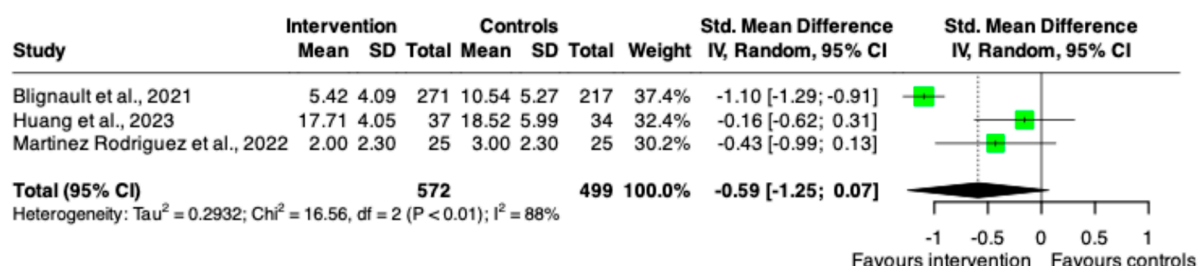 Intervention Controls Std. Mean Difference Std. Mean Difference
Study Mean SD Total Mean SD Total Weight IV, Random, 95% CI IV, Random, 95% CI
Blignault et al., 2021 5.42 4.09 271 10.54 5.27 217 37.4% -1.10 [-1.29; -0.91]
Huang et al., 2023 17.71 4.05 37 18.52 5.99 34 32.4% -0.16 [-0.62; 0.31]
Martinez Rodriguez et al., 2022 2.00 2.30 25 3.00 2.30 25 30.2% -0.43 [-0.99; 0.13]
Total (95% CI) 572 499 100.0% -0.59 [-1.25; 0.07]
Heterogeneity: Tau² = 0.2932; Chi² = 16.56, df = 2 (P < 0.01); I² = 88%
-1 -0.5 0 0.5 1
Favours intervention Favours controls